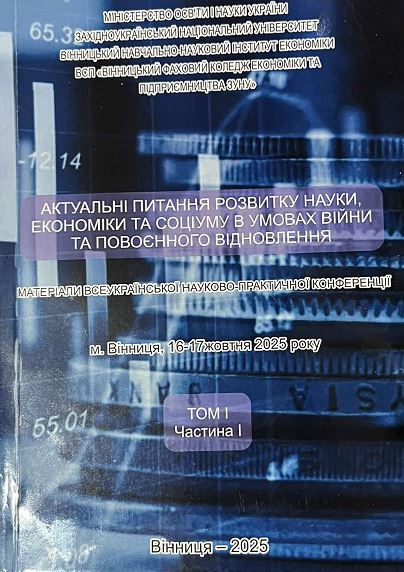 МІНІСТЕРСТВО ОСВІТИ І НАУКИ УКРАЇНИ
ЗАХІДНОУКРАЇНСЬКИЙ НАЦІОНАЛЬНИЙ УНІВЕРСИТЕТ
ВІННИЦЬКИЙ НАВЧАЛЬНО-НАУКОВИЙ ІНСТИТУТ ЕКОНОМІКИ
ВСП «ВІННИЦЬКИЙ ФАХОВИЙ КОЛЕДЖ ЕКОНОМІКИ ТА
ПІДПРИЄМНИЦТВА ЗУНУ»
65.32
-12.14
АКТУАЛЬНІ ПИТАННЯ РОЗВИТКУ НАУКИ,
ЕКОНОМІКИ ТА СОЦІУМУ В УМОВАХ ВІЙНИ
ТА ПОВОЄННОГО ВІДНОВЛЕННЯ
МАТЕРІАЛИ ВСЕУКРАЇНСЬКОЇ НАУКОВО-ПРАКТИЧНОЇ КОНФЕРЕНЦІЇ
м. Вінниця, 16-17жовтня 2025 року
ТОМ І
Частина І
55.01
Вінниця – 2025